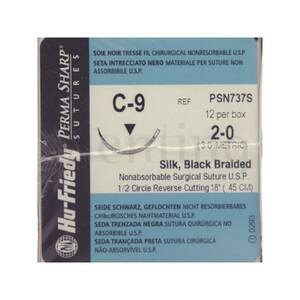 SOIE NOIR TRESSÉ FIL CHIRURGICAL NONRESORBABLE U.S.P.
SETA INTRECCIATO NERO MATERIALE PER SUTURE NON
ASSORBENTE U.S.P.
Hu-Friedy
PERMA SHARP
SUTURES
C-9
REF
PSN737S
12 per box
2-0
Silk, Black Braided
Nonabsorbable Surgical Suture U.S.P.
1/2 Circle Reverse Cutting 18" ( 45 CM)
SEIDE SCHWARZ, GEFLOCHTEN NICHT RESORBIERBARES
CHIRURGISCHES NAHTMATERIAL U.S.P.
SEDA TRENZADA NEGRA SUTURA QUIRÚRGICA NO
ABSORBIBLE U.S.P.
SEDA TRANÇADA PRETA SUTURA CIRÚRGICA
NÃO-ABSORVÍVEL U.S.P.